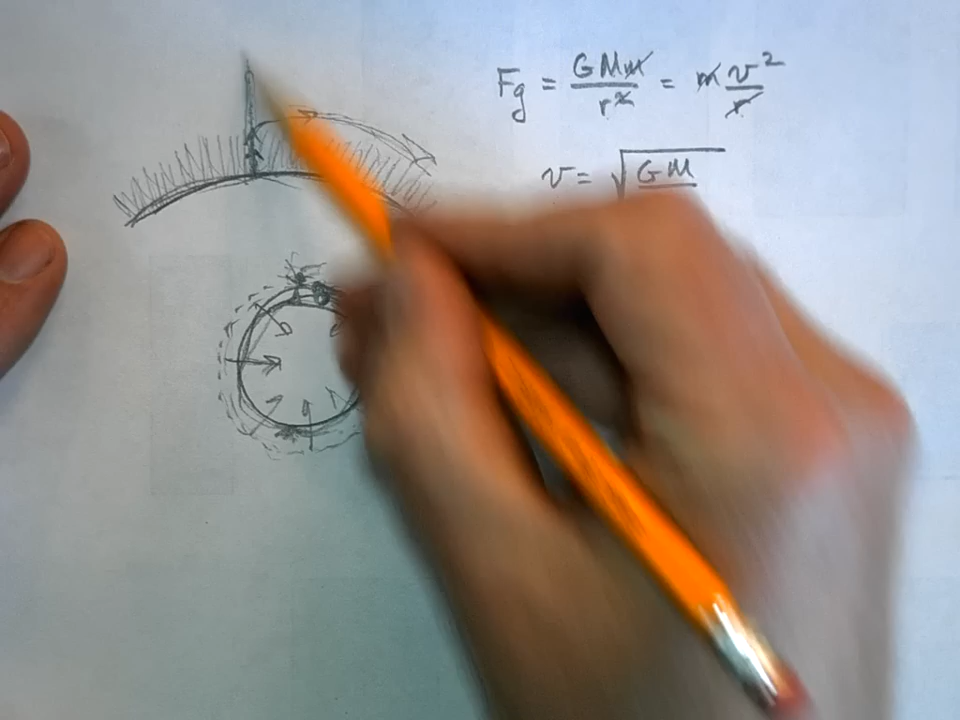 Fg = GMm/r² = m v²/r
v = √GM